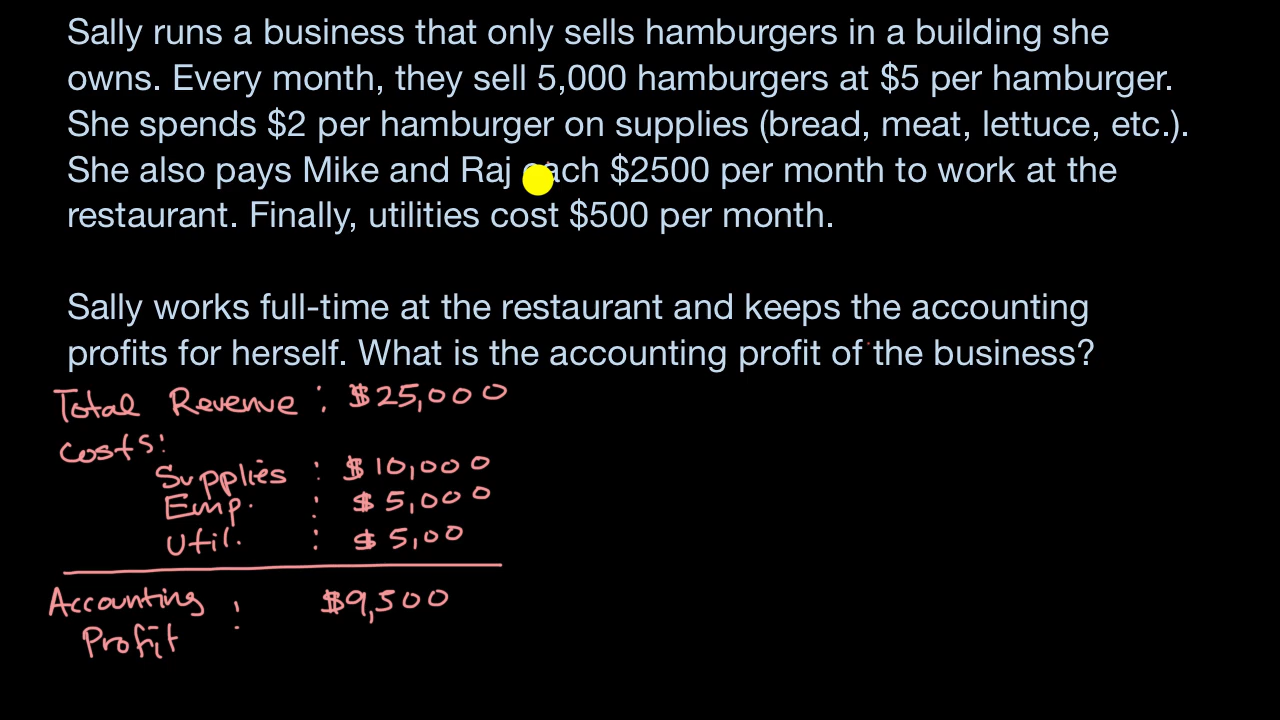 Sally runs a business that only sells hamburgers in a building she
owns. Every month, they sell 5,000 hamburgers at $5 per hamburger.
She spends $2 per hamburger on supplies (bread, meat, lettuce, etc.).
She also pays Mike and Raj each $2500 per month to work at the
restaurant. Finally, utilities cost $500 per month.
Sally works full-time at the restaurant and keeps the accounting
profits for herself. What is the accounting profit of the business?
Total Revenue : $25,000
Costs:
Supplies : $10,000
Emp. : $5,000
Util. : $5,00
Accounting : $9,500
Profit